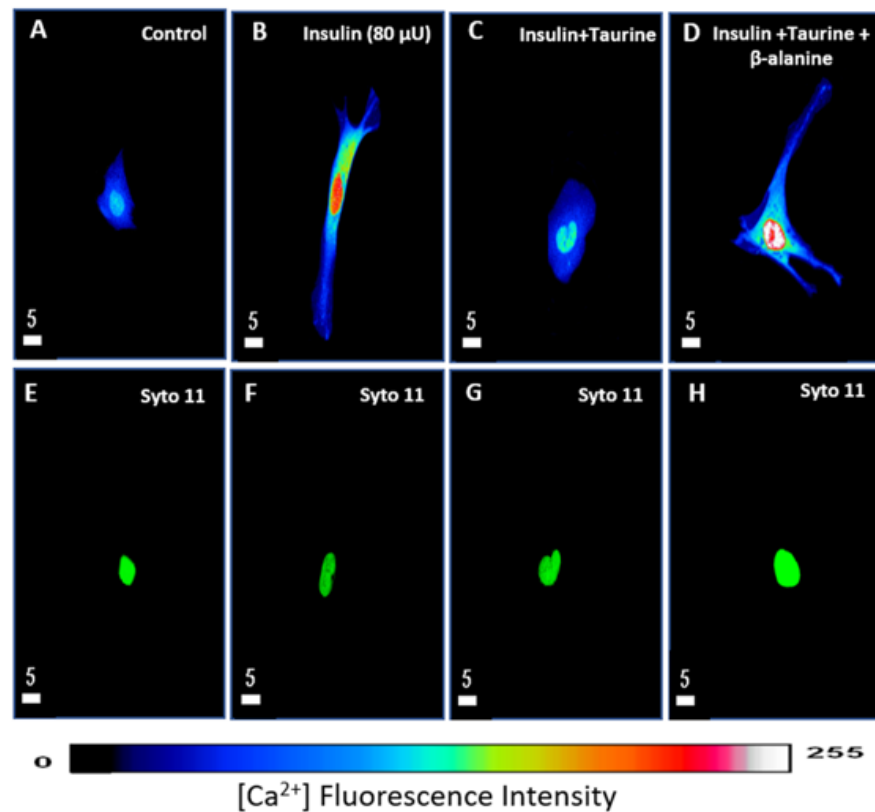 A Control
B Insulin (80 µU)
C Insulin+Taurine
D Insulin +Taurine +
β-alanine
5
5
5
5
E Syto 11
F Syto 11
G Syto 11
H Syto 11
5
5
5
5
0 255
[Ca²⁺] Fluorescence Intensity